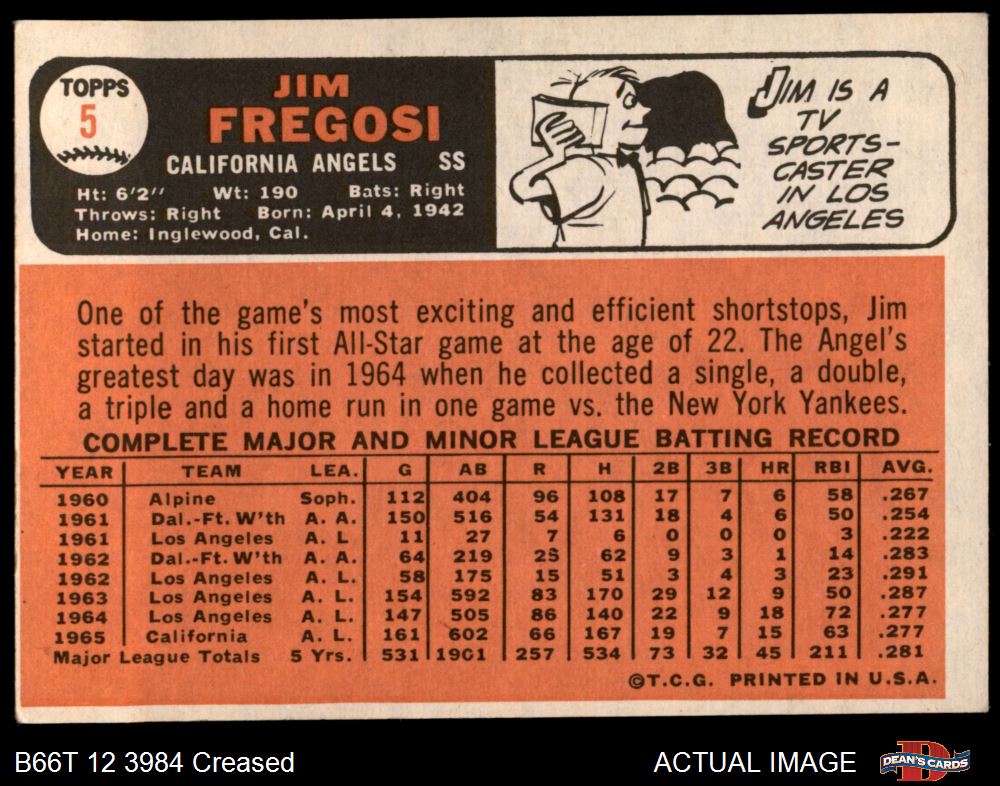 TOPPS
5
JIM
FREGOSI
CALIFORNIA ANGELS SS
Ht: 6'2" Wt: 190 Bats: Right
Throws: Right Born: April 4, 1942
Home: Inglewood, Cal.
JIM IS A
TV
SPORTS-
CASTER
IN LOS
ANGELES
One of the game's most exciting and efficient shortstops, Jim
started in his first All-Star game at the age of 22. The Angel's
greatest day was in 1964 when he collected a single, a double,
a triple and a home run in one game vs. the New York Yankees.
COMPLETE MAJOR AND MINOR LEAGUE BATTING RECORD
YEAR TEAM LEA. G AB R H 2B 3B HR RBI AVG.
1960 Alpine Soph. 112 404 96 108 17 7 6 58 .267
1961 Dal.-Ft. W'th A. A. 150 516 54 131 18 4 6 50 .254
1961 Los Angeles A. L 11 27 7 6 0 0 0 3 .222
1962 Dal.-Ft. W'th A. A. 64 219 62 9 3 1 14 .283
1962 Los Angeles A. L. 58 175 15 51 3 4 3 23 .291
1963 Los Angeles A. L. 154 592 83 170 29 12 9 50 .287
1964 Los Angeles A. L. 147 505 86 140 22 9 18 72 .277
1965 California A. L. 161 602 66 167 19 7 15 63 .277
Major League Totals 5 Yrs. 531 1901 257 534 73 32 45 211 .281
©T.C.G. PRINTED IN U.S.A.
B66T 12 3984 Creased
ACTUAL IMAGE
D
DEAN'S CARDS